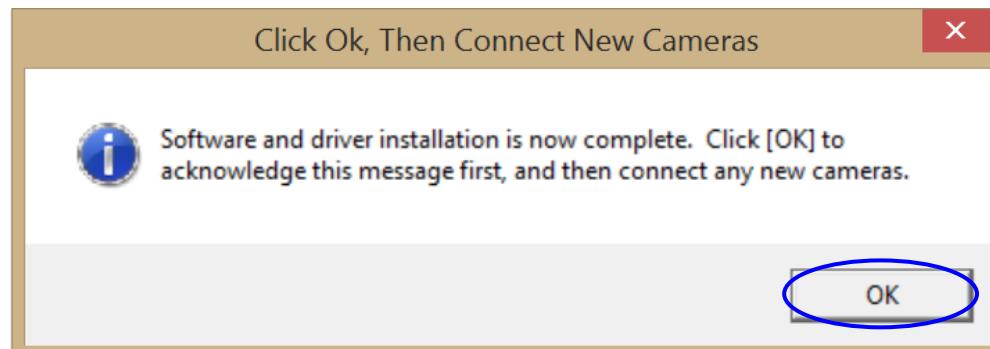 Click Ok, Then Connect New Cameras
Software and driver installation is now complete.  Click [OK] to
acknowledge this message first, and then connect any new cameras.
OK